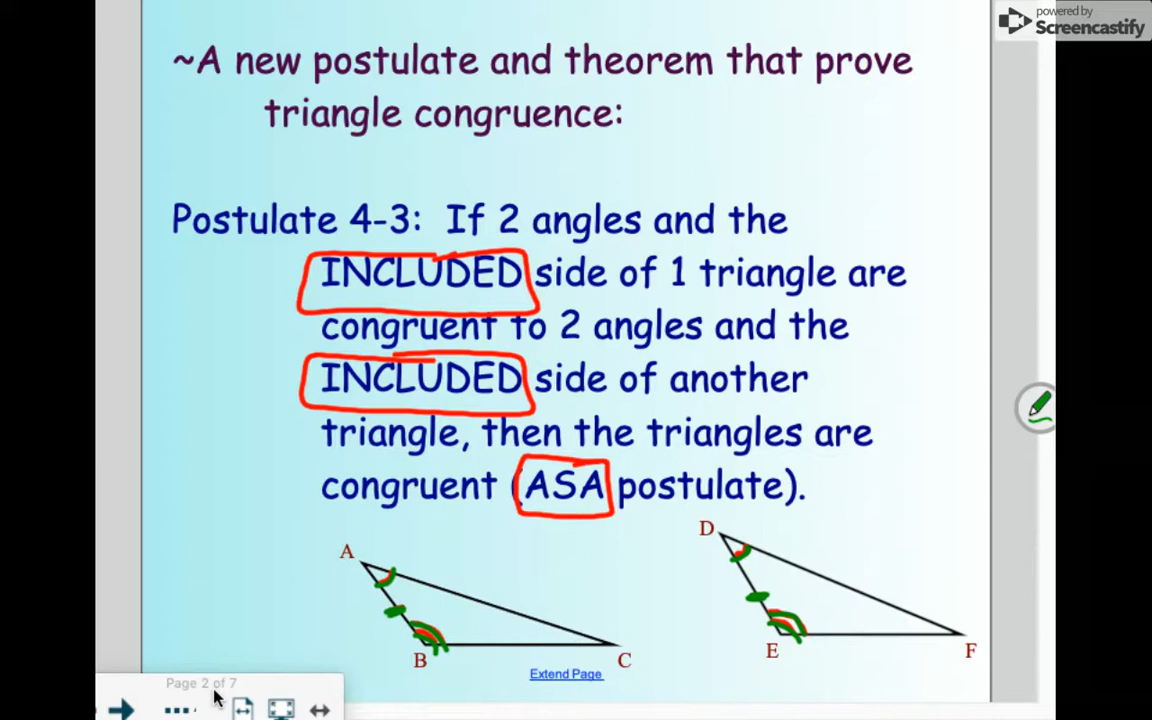 powered by
Screencastify
~A new postulate and theorem that prove
triangle congruence:
Postulate 4-3: If 2 angles and the
INCLUDED side of 1 triangle are
congruent to 2 angles and the
INCLUDED side of another
triangle, then the triangles are
congruent (ASA postulate).
A
B
C
D
E
F
Extend Page
Page 2 of 7